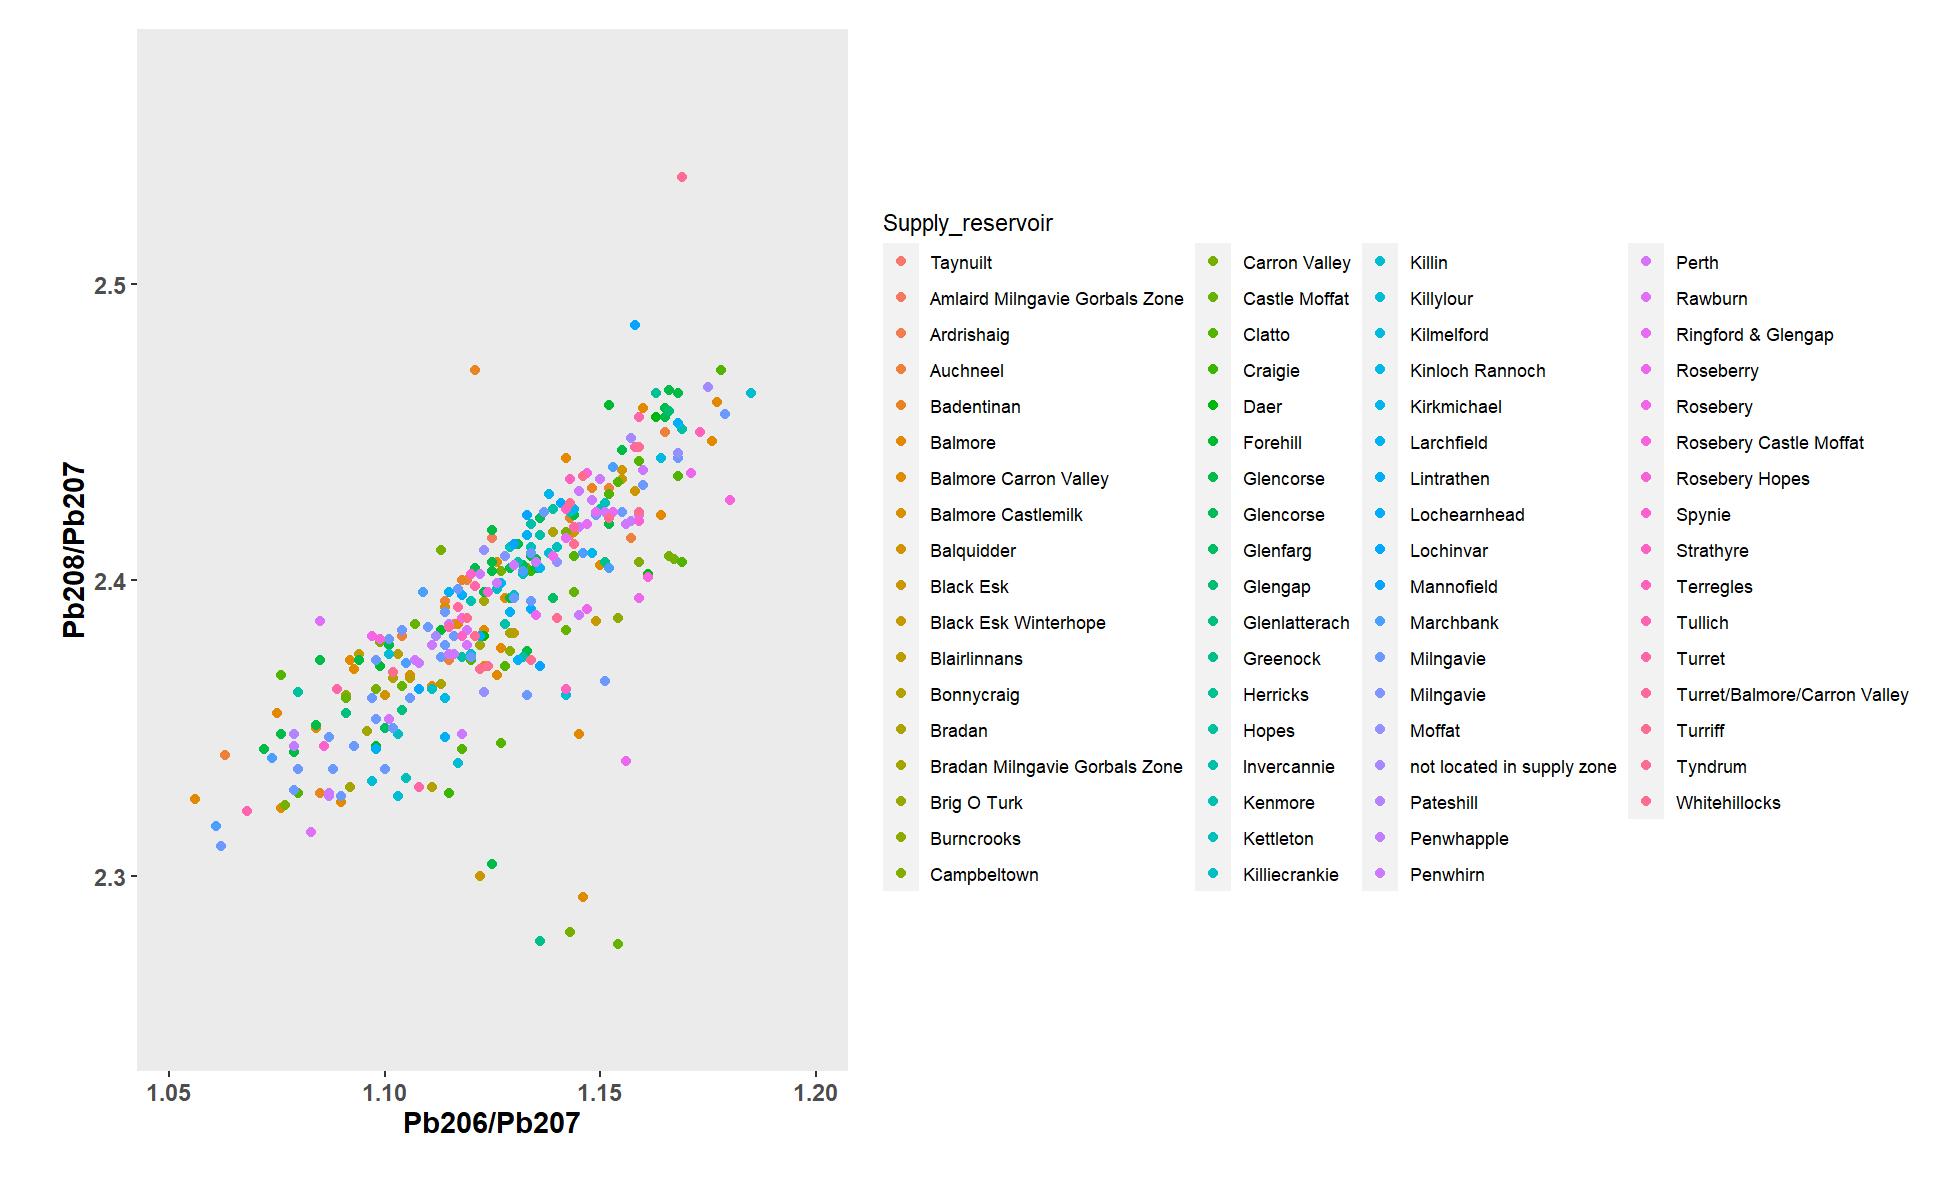 Pb208/Pb207
2.5
2.4
2.3
1.05
1.10
1.15
1.20
Pb206/Pb207
Supply_reservoir
Taynuilt
Amlaird Milngavie Gorbals Zone
Ardrishaig
Auchneel
Badentinan
Balmore
Balmore Carron Valley
Balmore Castlemilk
Balquidder
Black Esk
Black Esk Winterhope
Blairlinnans
Bonnycraig
Bradan
Bradan Milngavie Gorbals Zone
Brig O Turk
Burncrooks
Campbeltown
Carron Valley
Castle Moffat
Clatto
Craigie
Daer
Forehill
Glencorse
Glencorse
Glenfarg
Glengap
Glenlatterach
Greenock
Herricks
Hopes
Invercannie
Kenmore
Kettleton
Killiecrankie
Killin
Killylour
Kilmelford
Kinloch Rannoch
Kirkmichael
Larchfield
Lintrathen
Lochearnhead
Lochinvar
Mannofield
Marchbank
Milngavie
Milngavie
Moffat
not located in supply zone
Pateshill
Penwhapple
Penwhirn
Perth
Rawburn
Ringford & Glengap
Roseberry
Rosebery
Rosebery Castle Moffat
Rosebery Hopes
Spynie
Strathyre
Terregles
Tullich
Turret
Turret/Balmore/Carron Valley
Turriff
Tyndrum
Whitehillocks